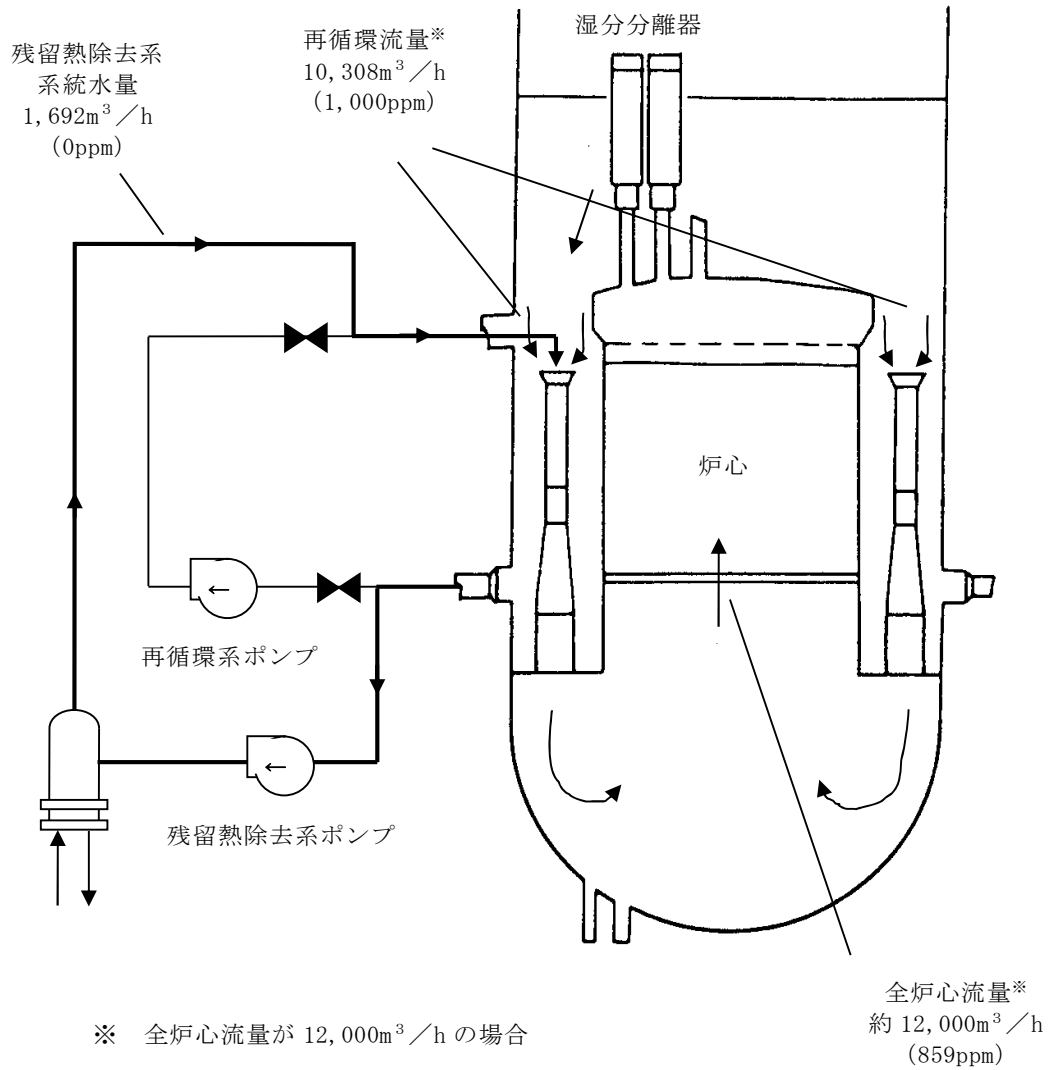 残留熱除去系
系統水量
1,692m³／h
(0ppm)
再循環流量※
10,308m³／h
(1,000ppm)
湿分分離器
炉心
←
再循環系ポンプ
←
残留熱除去系ポンプ
全炉心流量※
約 12,000m³／h
(859ppm)
※　全炉心流量が 12,000m³／h の場合